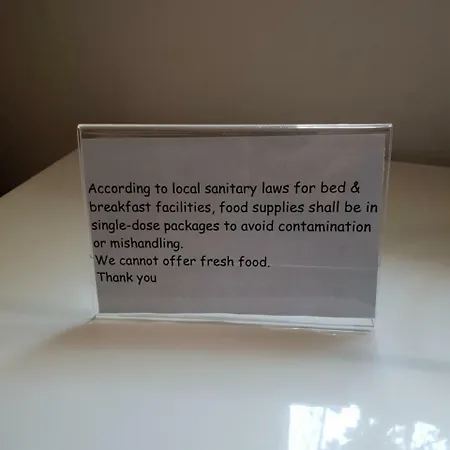 According to local sanitary laws for bed &
breakfast facilities, food supplies shall be in
single-dose packages to avoid contamination
or mishandling.
We cannot offer fresh food.
Thank you